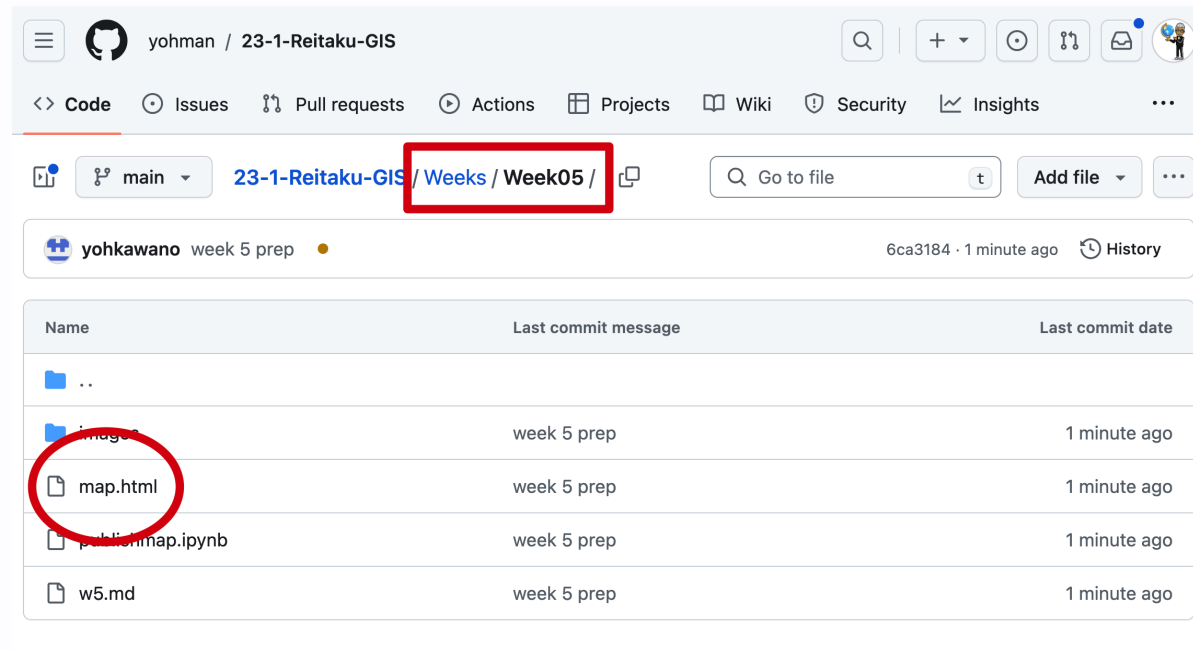 yohman / 23-1-Reitaku-GIS
Code Issues Pull requests Actions Projects Wiki Security Insights ...
main 23-1-Reitaku-GIS / Weeks / Week05 / Go to file t Add file ...
yohkawano week 5 prep 6ca3184 · 1 minute ago History
Name Last commit message Last commit date
..
images week 5 prep 1 minute ago
map.html week 5 prep 1 minute ago
publishmap.ipynb week 5 prep 1 minute ago
w5.md week 5 prep 1 minute ago